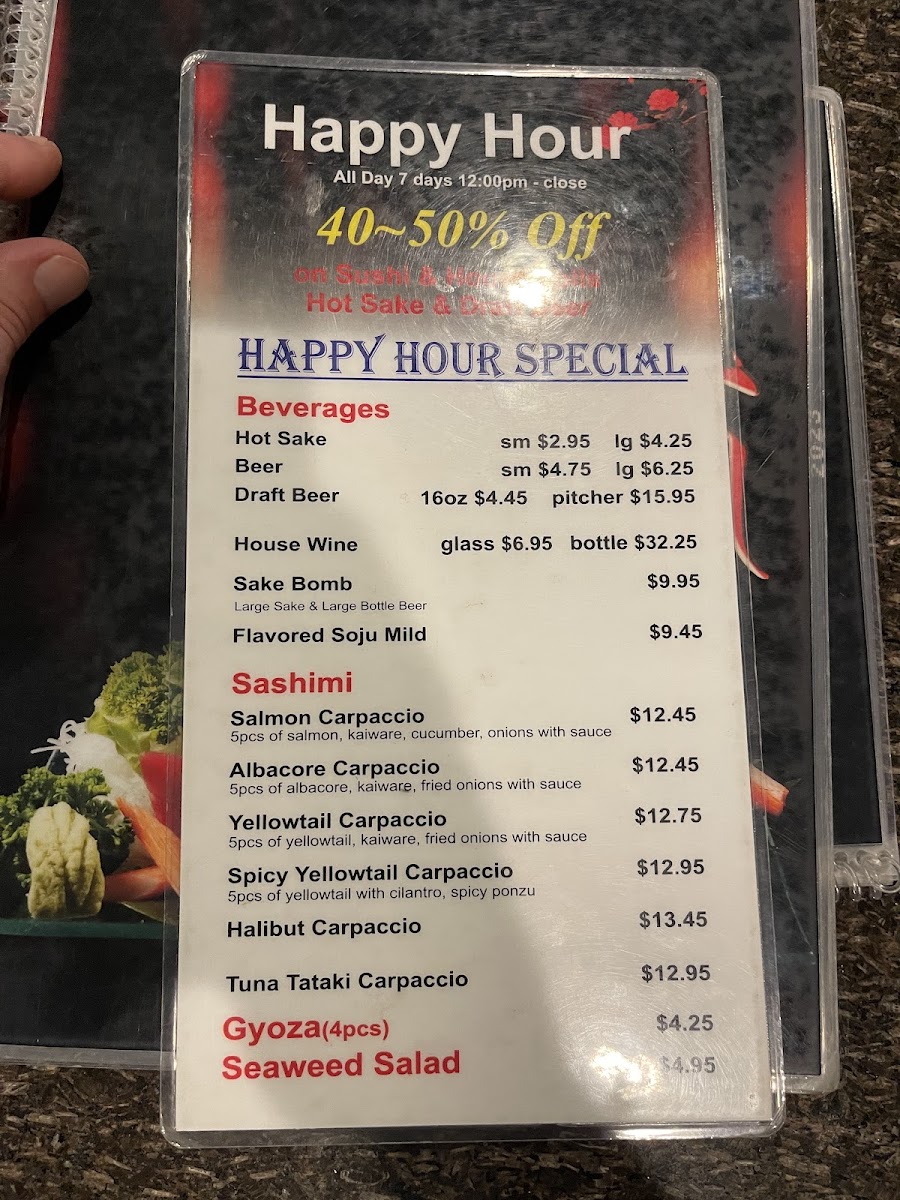 Happy Hour
All Day 7 days 12:00pm - close
40~50% Off
on Sushi &
Hot Sake & Draft Beer
HAPPY HOUR SPECIAL
Beverages
Hot Sake sm $2.95 lg $4.25
Beer sm $4.75 lg $6.25
Draft Beer 16oz $4.45 pitcher $15.95
House Wine glass $6.95 bottle $32.25
Sake Bomb $9.95
Large Sake & Large Bottle Beer
Flavored Soju Mild $9.45
Sashimi
Salmon Carpaccio $12.45
5pcs of salmon, kaiware, cucumber, onions with sauce
Albacore Carpaccio $12.45
5pcs of albacore, kaiware, fried onions with sauce
Yellowtail Carpaccio $12.75
5pcs of yellowtail, kaiware, fried onions with sauce
Spicy Yellowtail Carpaccio $12.95
5pcs of yellowtail with cilantro, spicy ponzu
Halibut Carpaccio $13.45
Tuna Tataki Carpaccio $12.95
Gyoza(4pcs) $4.25
Seaweed Salad $4.95
2023